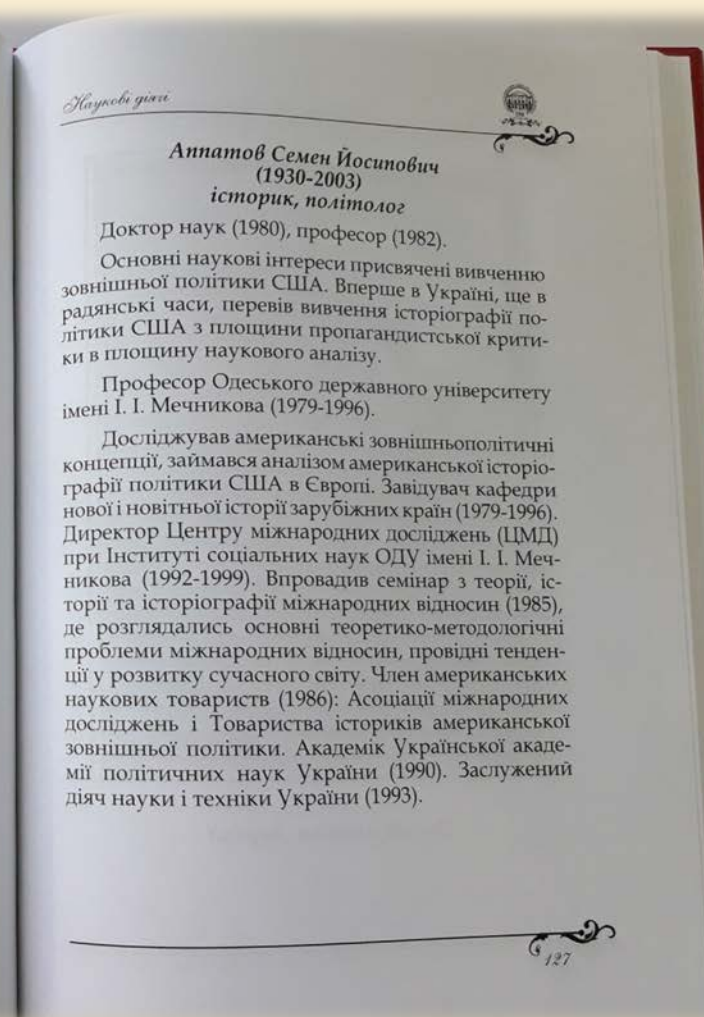 Наукові діячі
Аппатов Семен Йосипович
(1930-2003)
історик, політолог
Доктор наук (1980), професор (1982).
Основні наукові інтереси присвячені вивченню
зовнішньої політики США. Вперше в Україні, ще в
радянські часи, перевів вивчення історіографії по-
літики США з площини пропагандистської крити-
ки в площину наукового аналізу.
Професор Одеського державного університету
імені І. І. Мечникова (1979-1996).
Досліджував американські зовнішньополітичні
концепції, займався аналізом американської історіо-
графії політики США в Європі. Завідувач кафедри
нової і новітньої історії зарубіжних країн (1979-1996).
Директор Центру міжнародних досліджень (ЦМД)
при Інституті соціальних наук ОДУ імені І. І. Меч-
никова (1992-1999). Впровадив семінар з теорії, іс-
торії та історіографії міжнародних відносин (1985),
де розглядались основні теоретико-методологічні
проблеми міжнародних відносин, провідні тенден-
ції у розвитку сучасного світу. Член американських
наукових товариств (1986): Асоціації міжнародних
досліджень і Товариства істориків американської
зовнішньої політики. Академік Української акаде-
мії політичних наук України (1990). Заслужений
діяч науки і техніки України (1993).
127